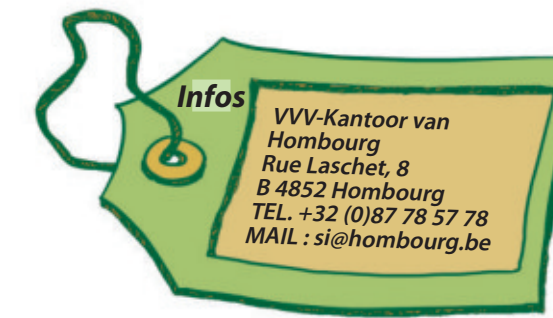 Infos
VVV-Kantoor van
Hombourg
Rue Laschet, 8
B 4852 Hombourg
TEL. +32 (0)87 78 57 78
MAIL : si@hombourg.be